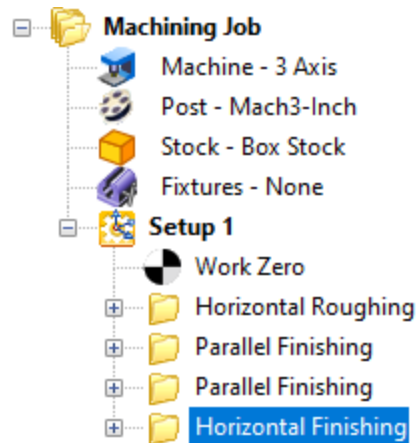 Machining Job
Machine - 3 Axis
Post - Mach3-Inch
Stock - Box Stock
Fixtures - None
Setup 1
Work Zero
Horizontal Roughing
Parallel Finishing
Parallel Finishing
Horizontal Finishing